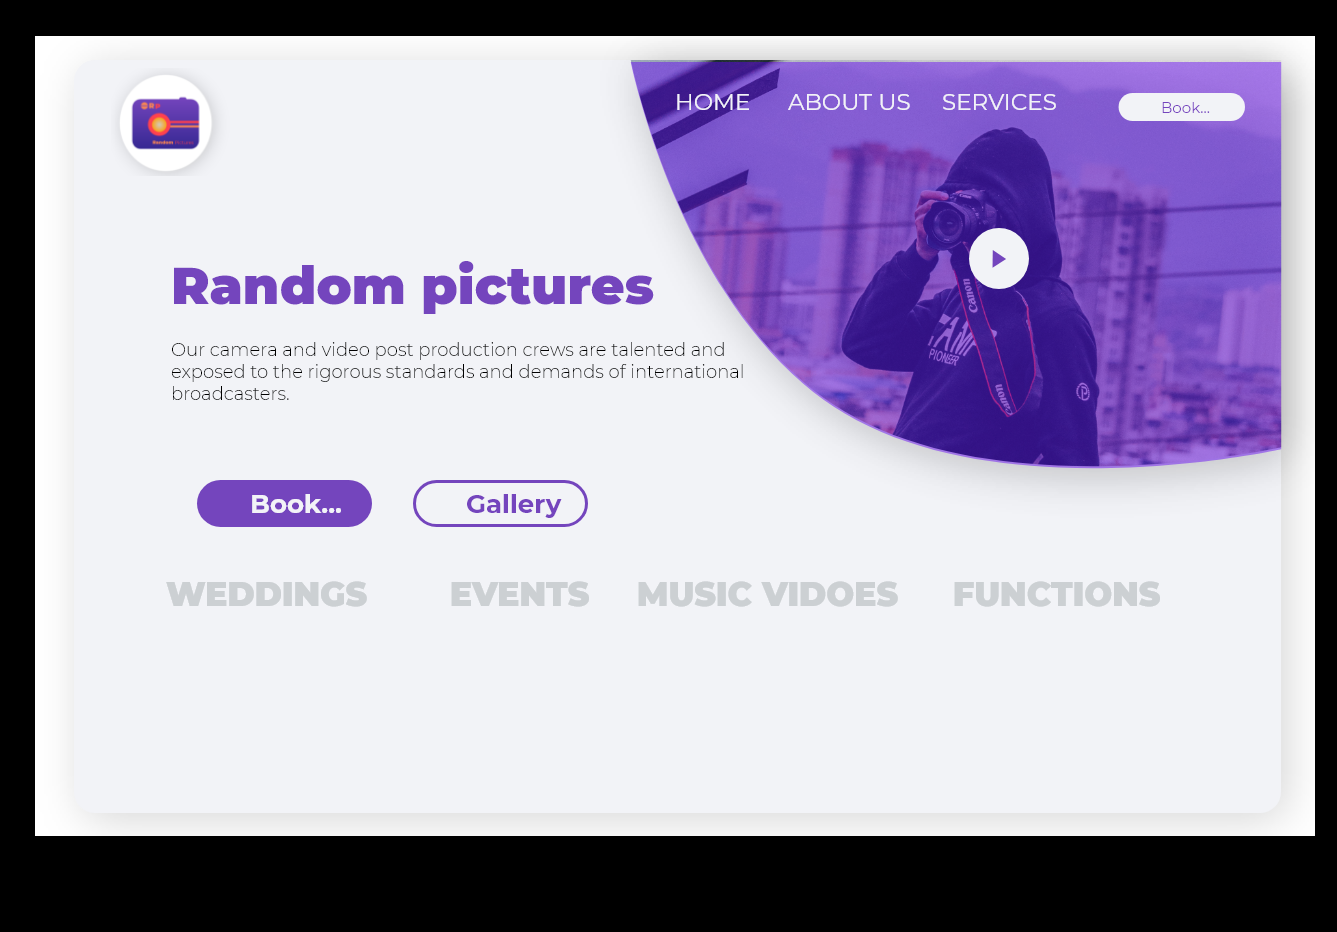 Rp
Random
HOME ABOUT US SERVICES Book...
Canon
Random pictures
Our camera and video post production crews are talented and
exposed to the rigorous standards and demands of international
broadcasters.
PIONEER
Canon
P
Book... Gallery
WEDDINGS EVENTS MUSIC VIDOES FUNCTIONS